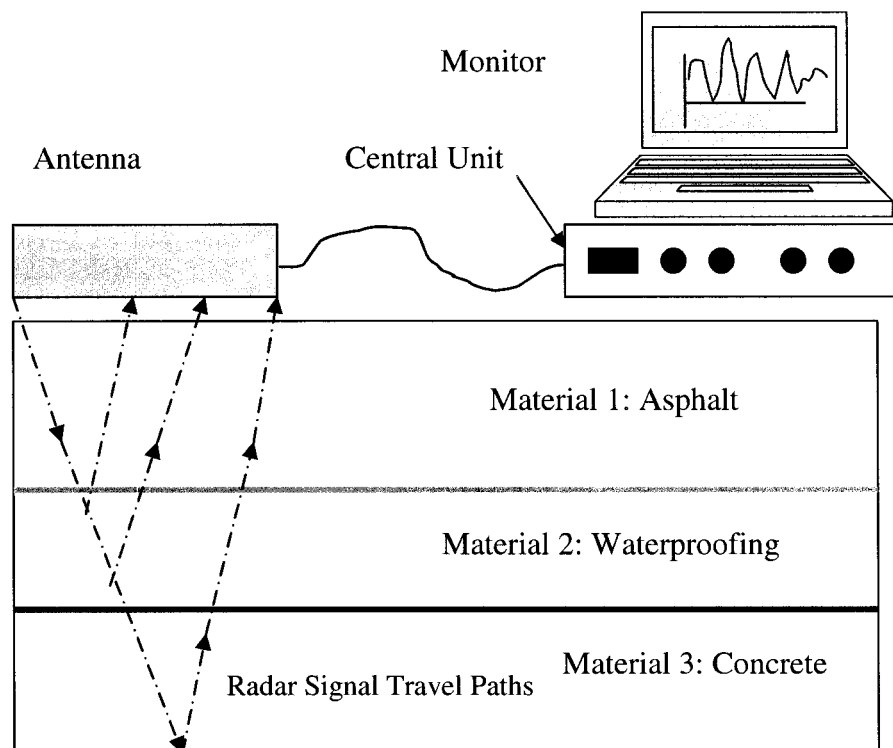 Monitor
Antenna
Central Unit
Material 1: Asphalt
Material 2: Waterproofing
Material 3: Concrete
Radar Signal Travel Paths